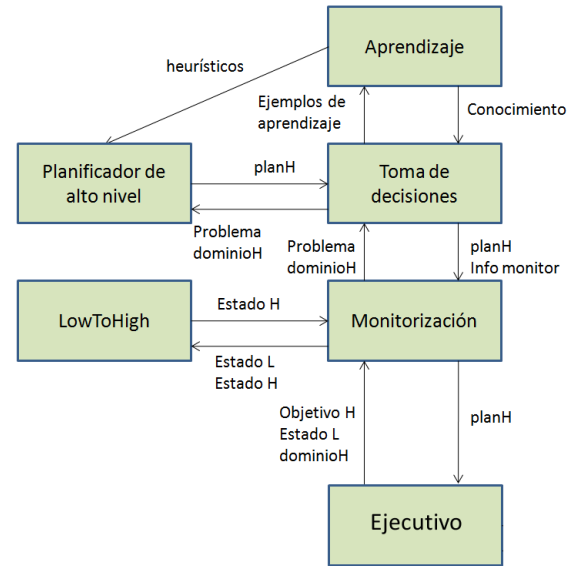 Aprendizaje
heurísticos
Ejemplos de
aprendizaje
Conocimiento
Planificador de
alto nivel
planH
Toma de
decisiones
Problema
dominioH
Problema
dominioH
planH
Info monitor
LowToHigh
Estado H
Monitorización
Estado L
Estado H
Objetivo H
Estado L
dominioH
planH
Ejecutivo